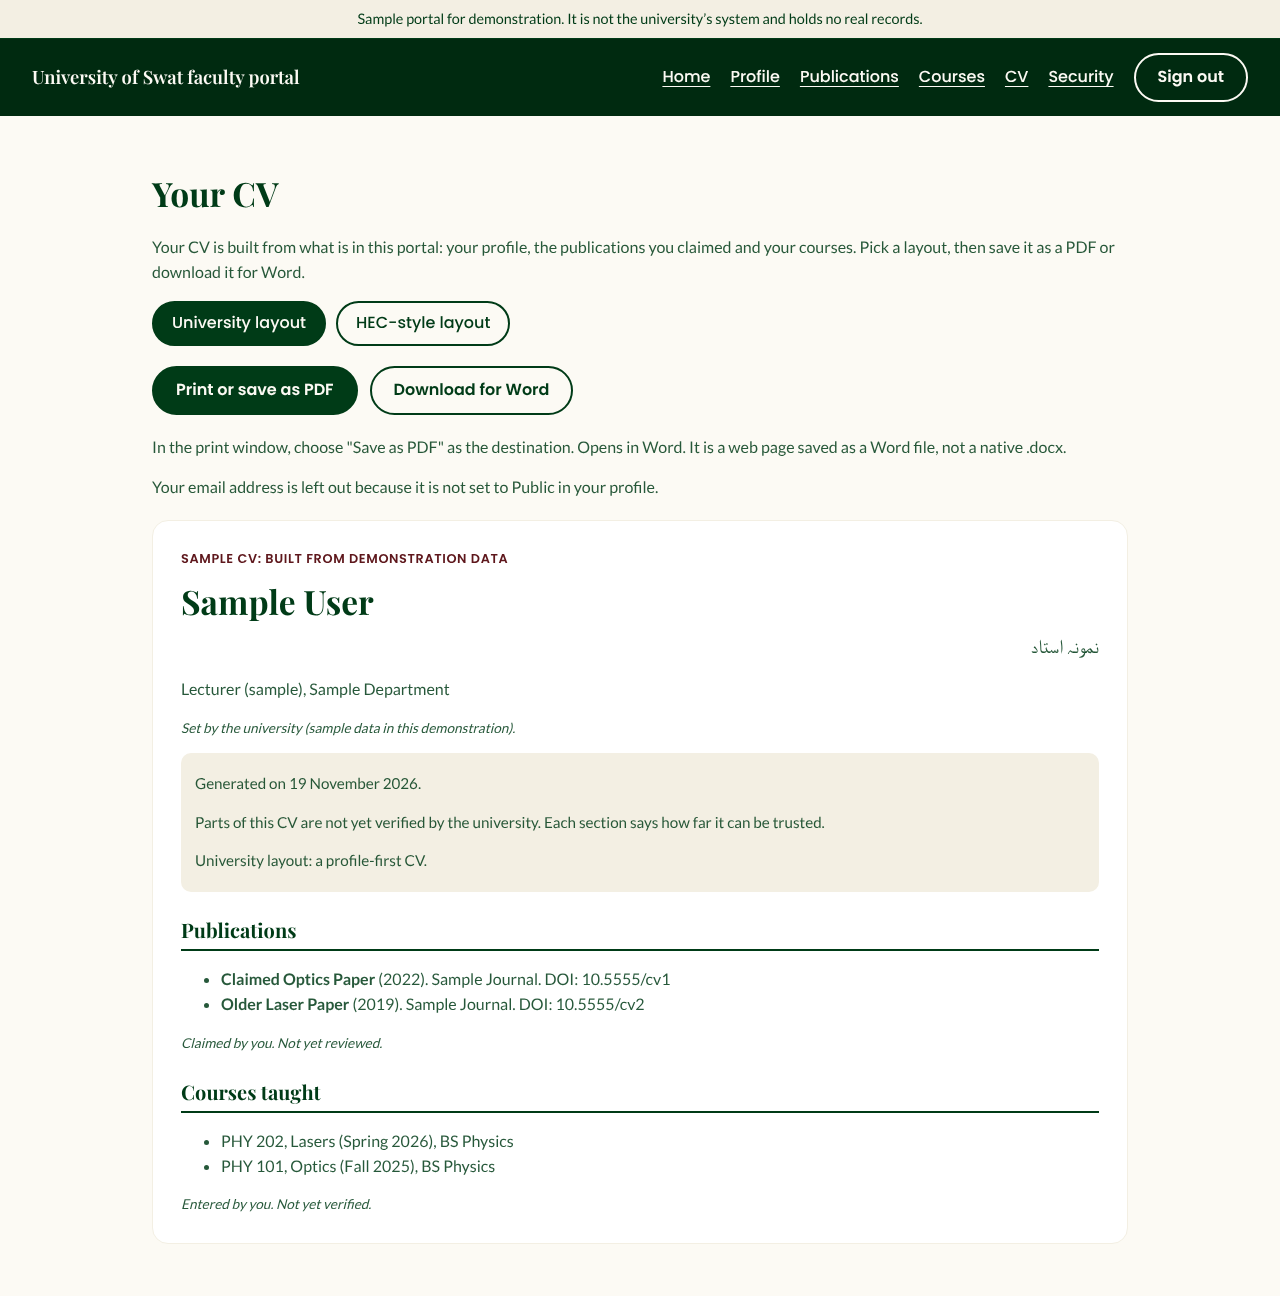 Sample portal for demonstration. It is not the university’s system and holds no real records.
University of Swat faculty portal
Home Profile Publications Courses CV Security Sign out
Your CV
Your CV is built from what is in this portal: your profile, the publications you claimed and your courses. Pick a layout, then save it as a PDF or
download it for Word.
University layout HEC-style layout
Print or save as PDF Download for Word
In the print window, choose "Save as PDF" as the destination. Opens in Word. It is a web page saved as a Word file, not a native .docx.
Your email address is left out because it is not set to Public in your profile.
SAMPLE CV: BUILT FROM DEMONSTRATION DATA
Sample User
نمونہ استاد
Lecturer (sample), Sample Department
Set by the university (sample data in this demonstration).
Generated on 19 November 2026.
Parts of this CV are not yet verified by the university. Each section says how far it can be trusted.
University layout: a profile-first CV.
Publications
• Claimed Optics Paper (2022). Sample Journal. DOI: 10.5555/cv1
• Older Laser Paper (2019). Sample Journal. DOI: 10.5555/cv2
Claimed by you. Not yet reviewed.
Courses taught
• PHY 202, Lasers (Spring 2026), BS Physics
• PHY 101, Optics (Fall 2025), BS Physics
Entered by you. Not yet verified.